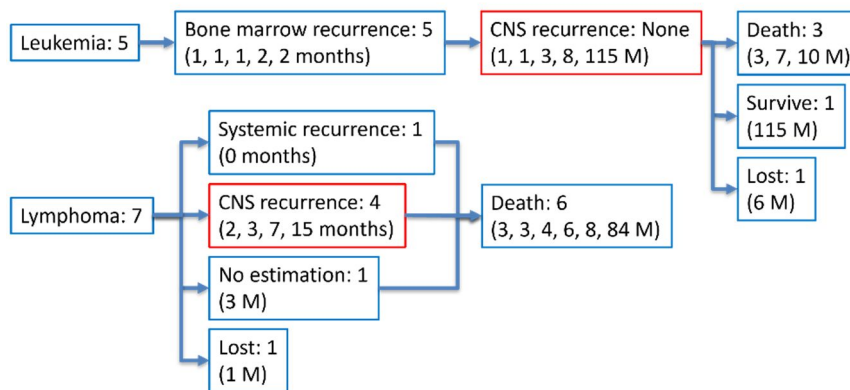 Leukemia: 5
Bone marrow recurrence: 5
(1, 1, 1, 2, 2 months)
CNS recurrence: None
(1, 1, 3, 8, 115 M)
Death: 3
(3, 7, 10 M)
Survive: 1
(115 M)
Lost: 1
(6 M)
Lymphoma: 7
Systemic recurrence: 1
(0 months)
CNS recurrence: 4
(2, 3, 7, 15 months)
No estimation: 1
(3 M)
Lost: 1
(1 M)
Death: 6
(3, 3, 4, 6, 8, 84 M)